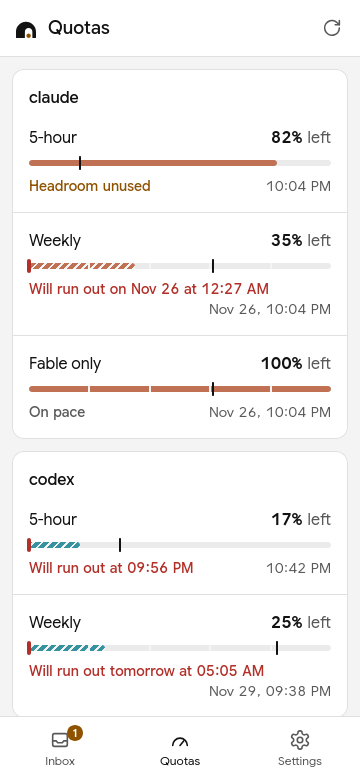 Quotas
claude
5-hour 82% left
Headroom unused 10:04 PM
Weekly 35% left
Will run out on Nov 26 at 12:27 AM
Nov 26, 10:04 PM
Fable only 100% left
On pace Nov 26, 10:04 PM
codex
5-hour 17% left
Will run out at 09:56 PM 10:42 PM
Weekly 25% left
Will run out tomorrow at 05:05 AM
Nov 29, 09:38 PM
1
Inbox Quotas Settings